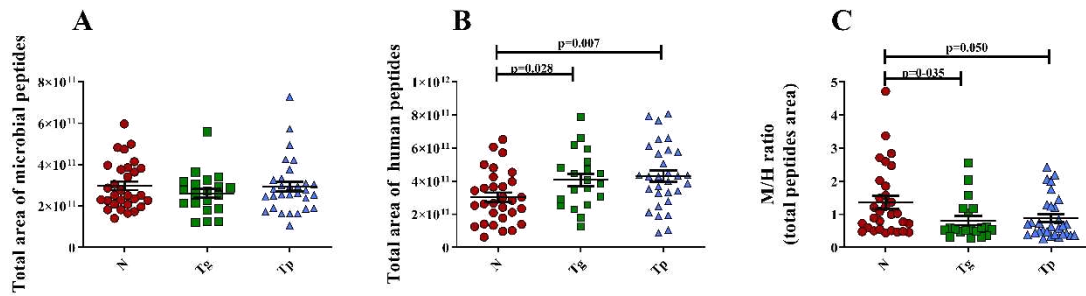 A
Total area of microbial peptides
8×10¹¹
6×10¹¹
4×10¹¹
2×10¹¹
0
N
Tg
Tp
B
p=0.007
p=0.028
Total area of human peptides
1×10¹²
8×10¹¹
6×10¹¹
4×10¹¹
2×10¹¹
0
N
Tg
Tp
C
p=0.050
p=0-035
M/H ratio
(total peptides area)
5
4
3
2
1
0
N
Tg
Tp